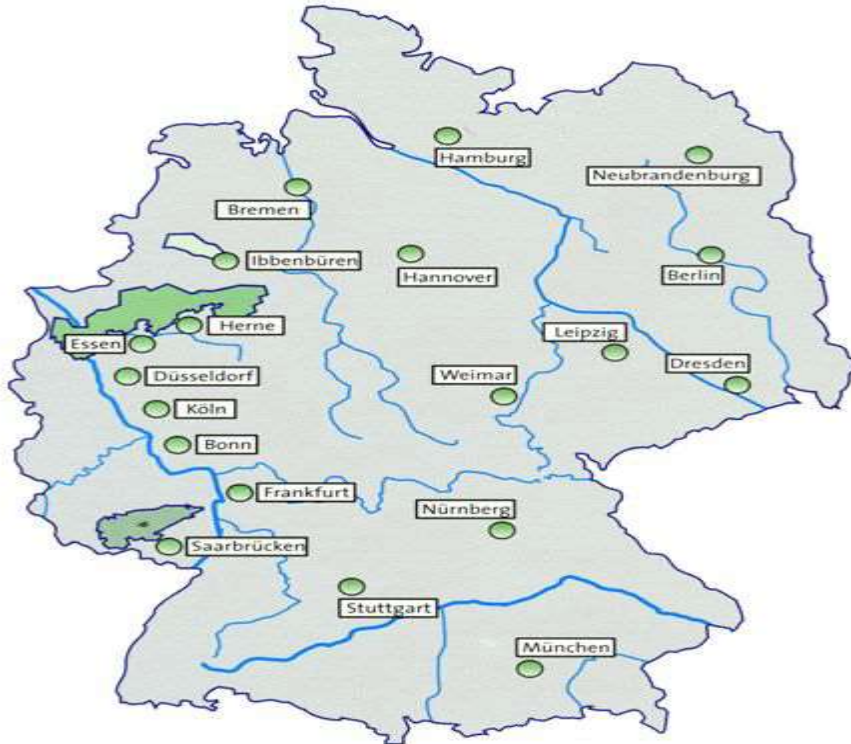 Hamburg
Neubrandenburg
Bremen
Ibbenbüren
Hannover
Berlin
Herne
Essen
Leipzig
Düsseldorf
Weimar
Dresden
Köln
Bonn
Frankfurt
Nürnberg
Saarbrücken
Stuttgart
München